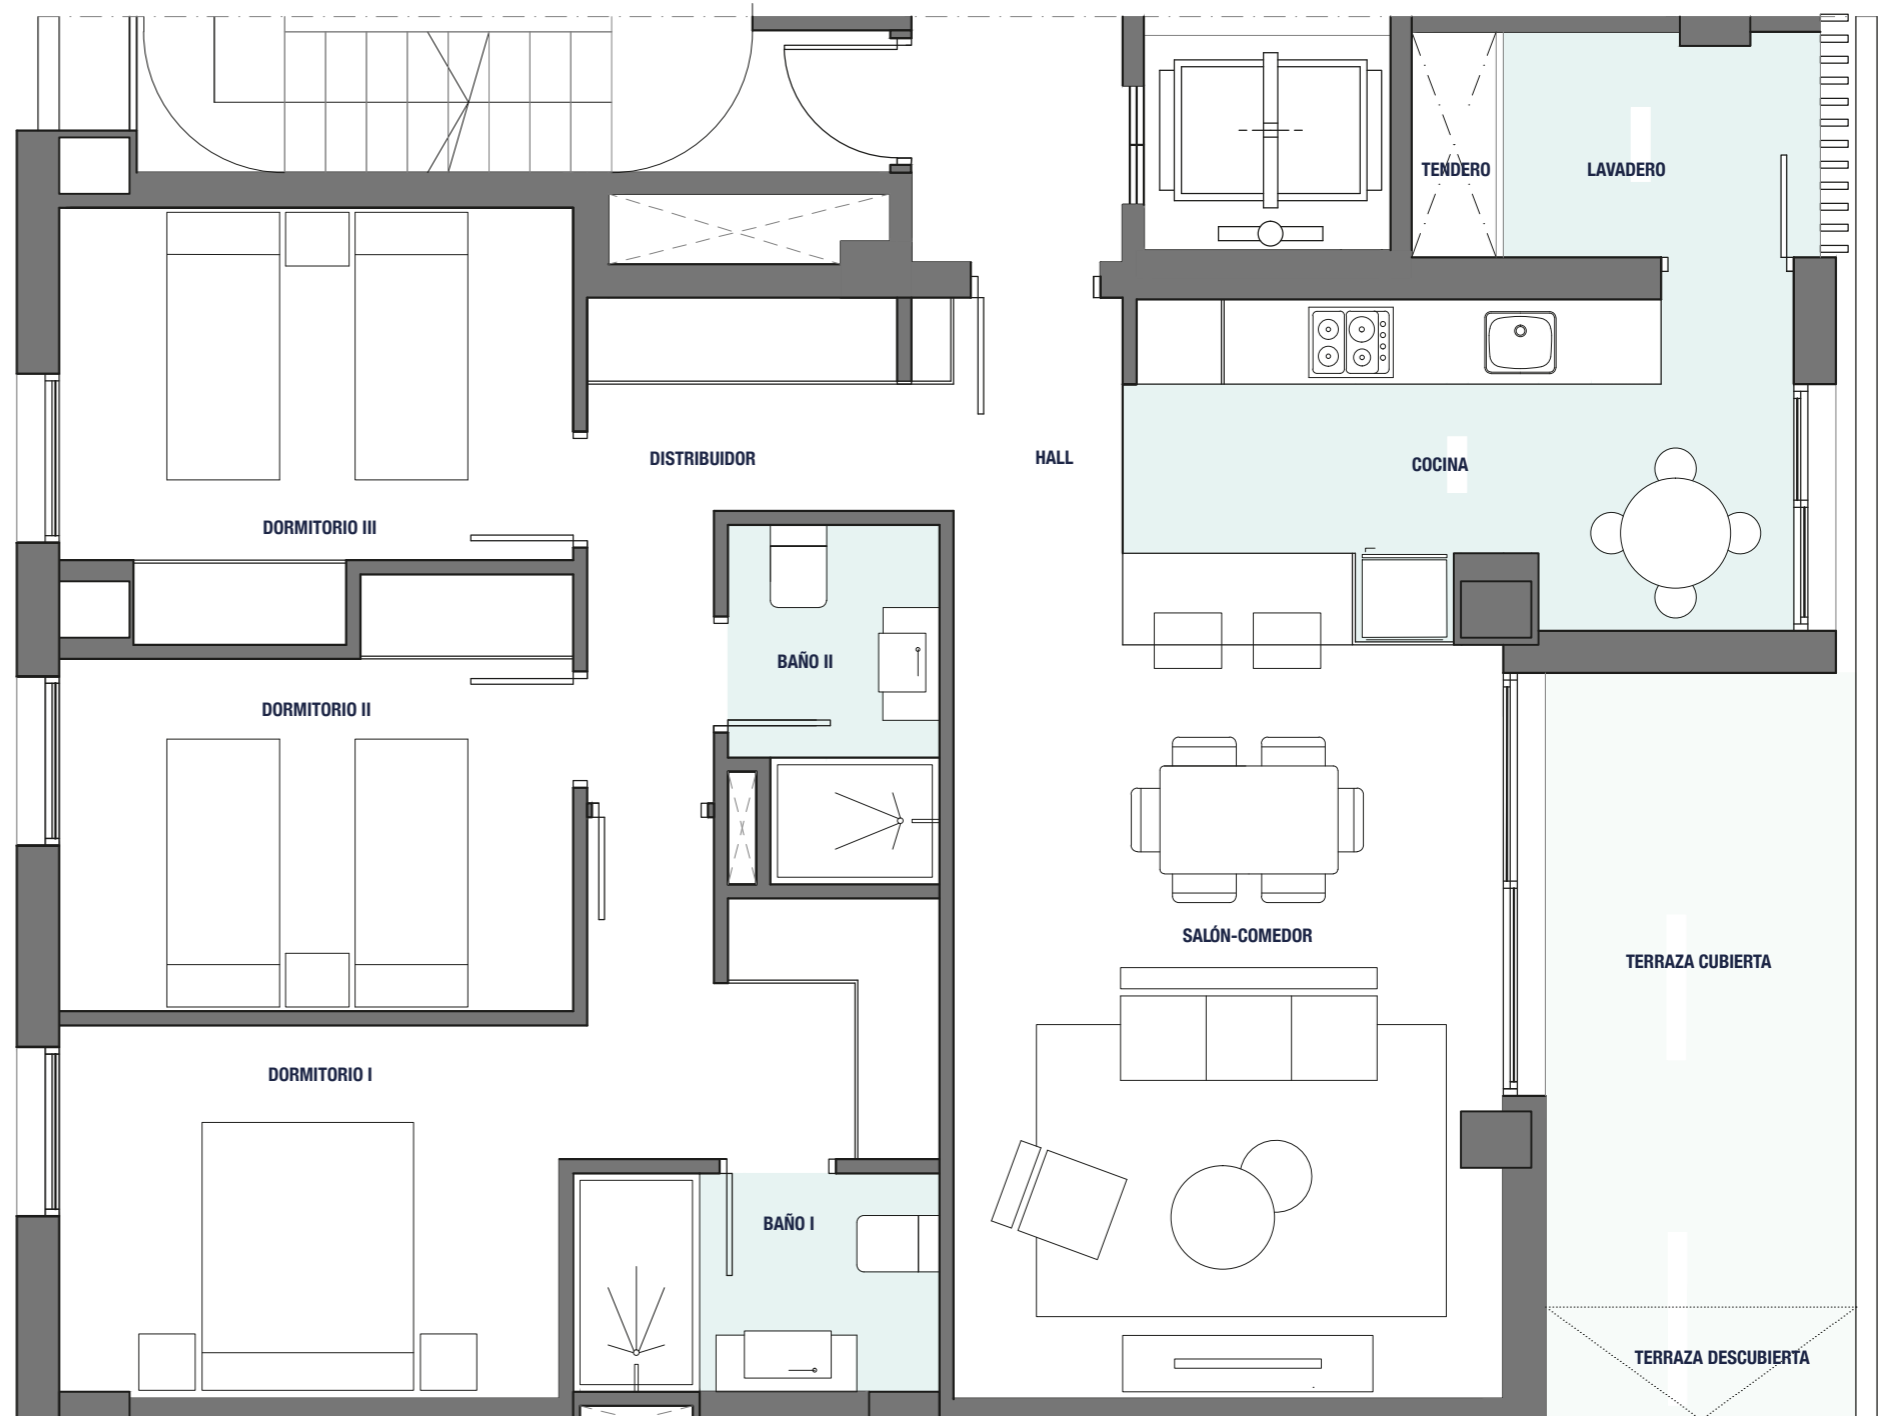 TENDERO
LAVADERO
DISTRIBUIDOR
HALL
COCINA
DORMITORIO III
BAÑO II
DORMITORIO II
SALÓN-COMEDOR
TERRAZA CUBIERTA
DORMITORIO I
BAÑO I
TERRAZA DESCUBIERTA